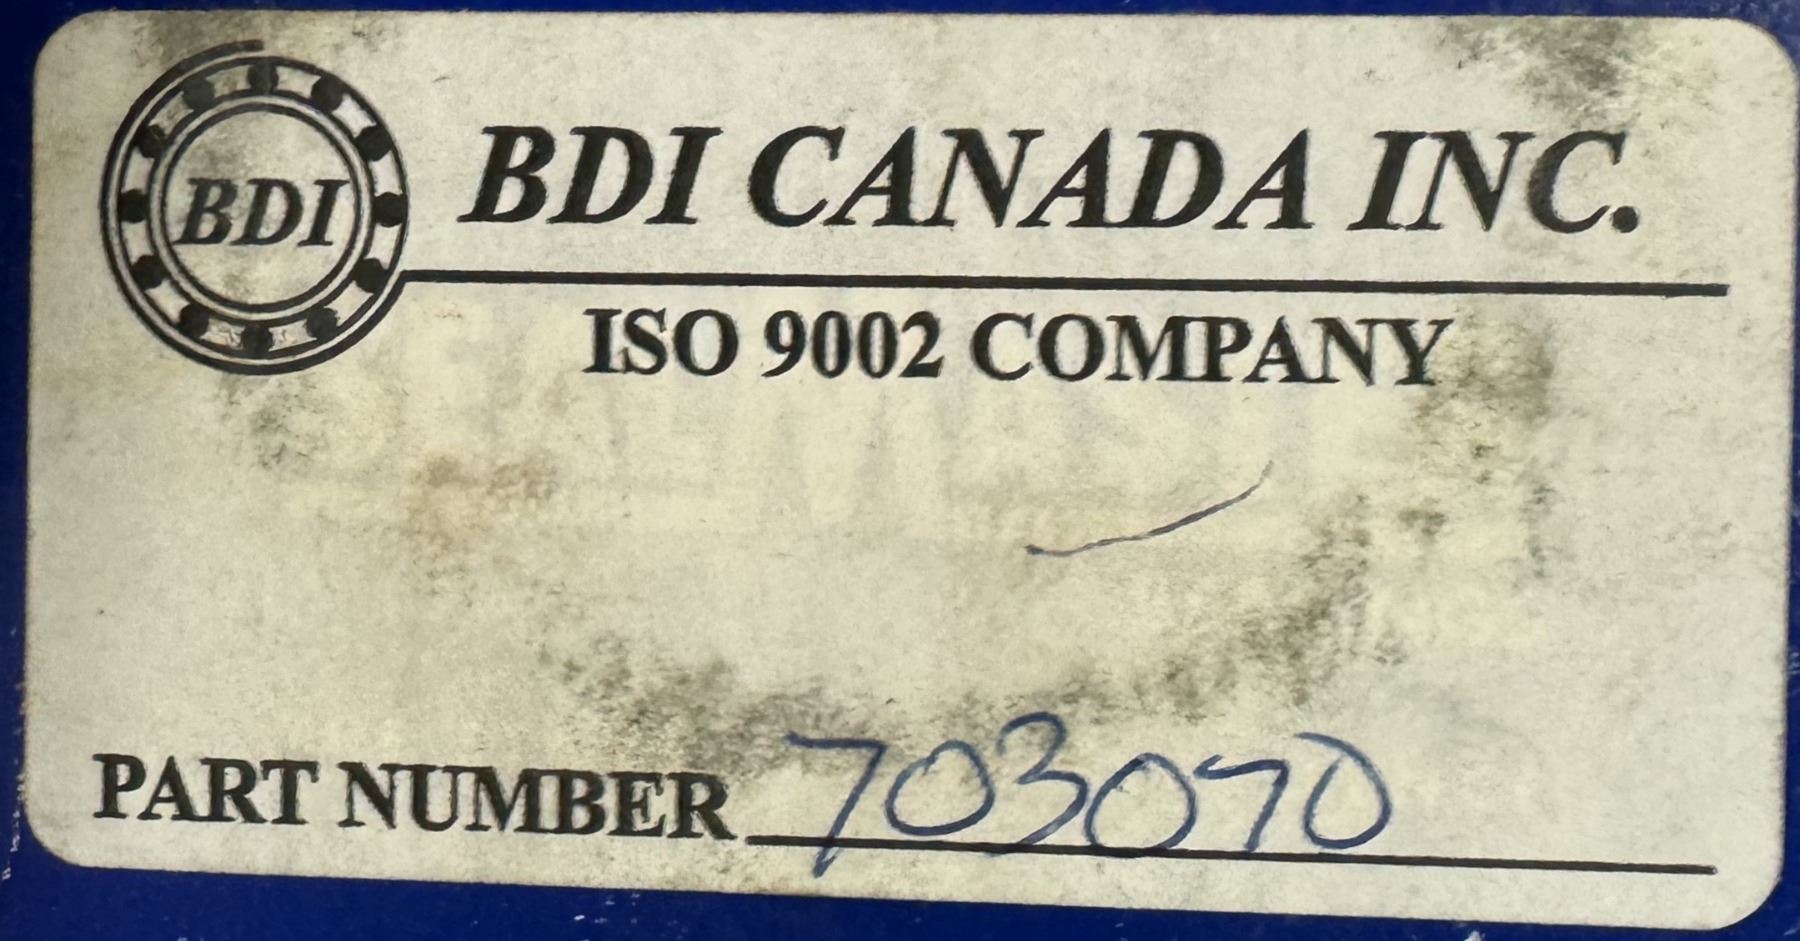 BDI
BDI CANADA INC.
ISO 9002 COMPANY
PART NUMBER 703070